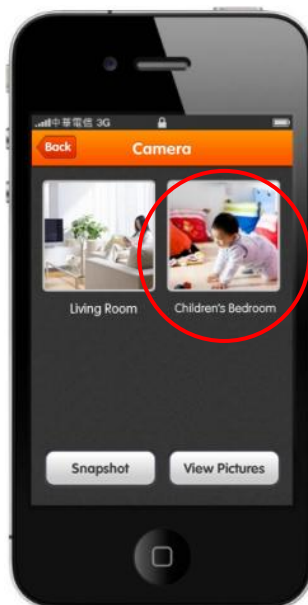 中華電信 3G
Back
Camera
Living Room
Children's Bedroom
Snapshot
View Pictures